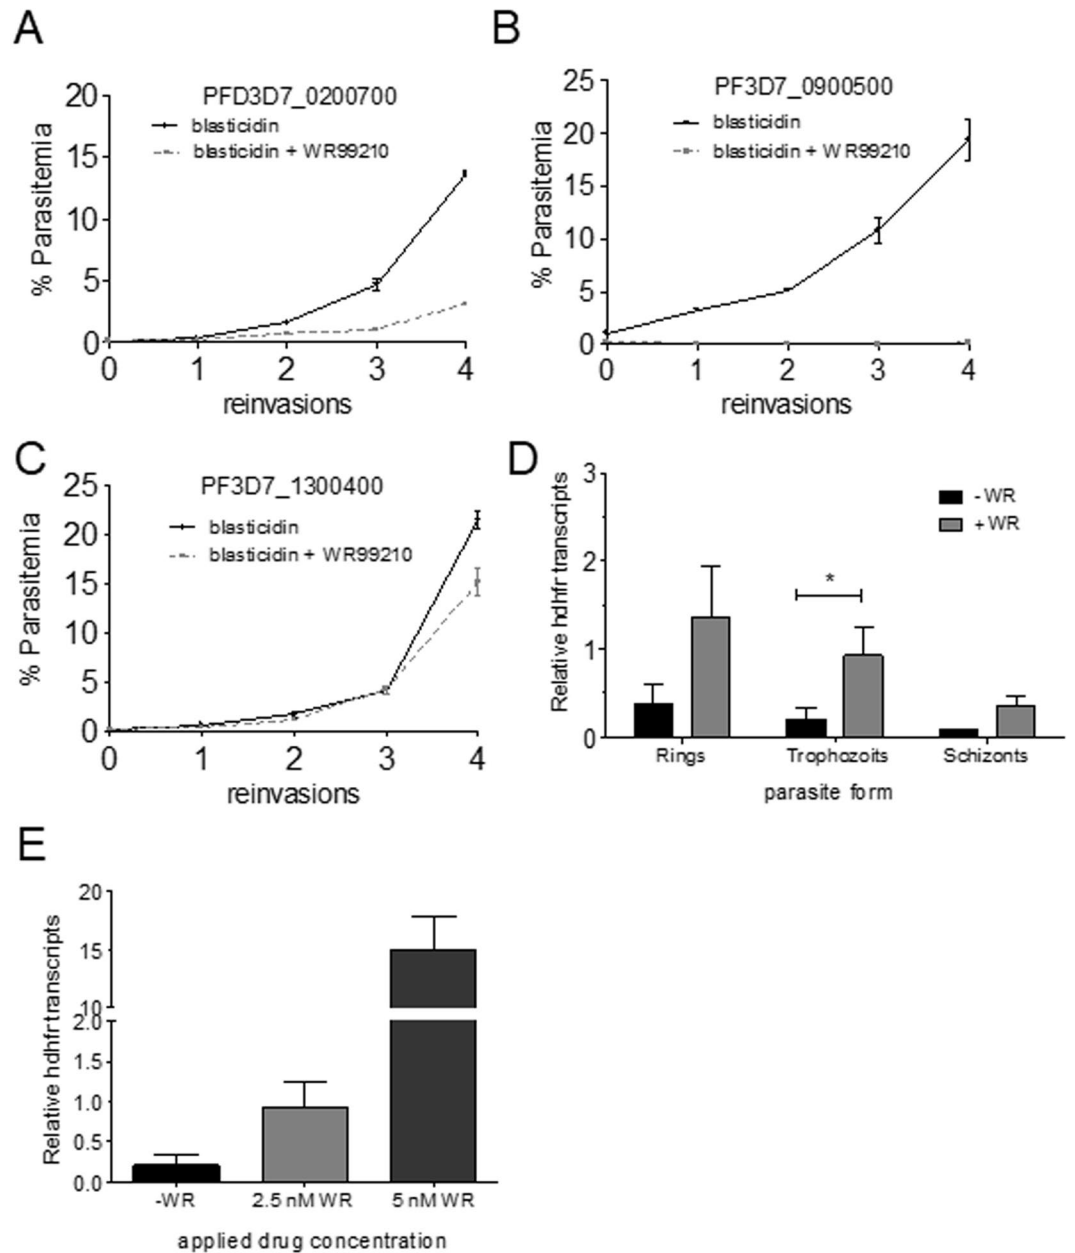 A
PFD3D7_0200700
blasticidin
blasticidin + WR99210
% Parasitemia
20
15
10
5
0
0 1 2 3 4
reinvasions
B
PF3D7_0900500
blasticidin
blasticidin + WR99210
% Parasitemia
25
20
15
10
5
0
0 1 2 3 4
reinvasions
C
PF3D7_1300400
blasticidin
blasticidin + WR99210
% Parasitemia
25
20
15
10
5
0
0 1 2 3 4
reinvasions
D
Relative hdhfr transcripts
3
2
1
0
- WR
+ WR
*
Rings Trophozoits Schizonts
parasite form
E
Relative hdhfr transcripts
20
15
10
2.0
1.5
1.0
0.5
0.0
-WR 2.5 nM WR 5 nM WR
applied drug concentration